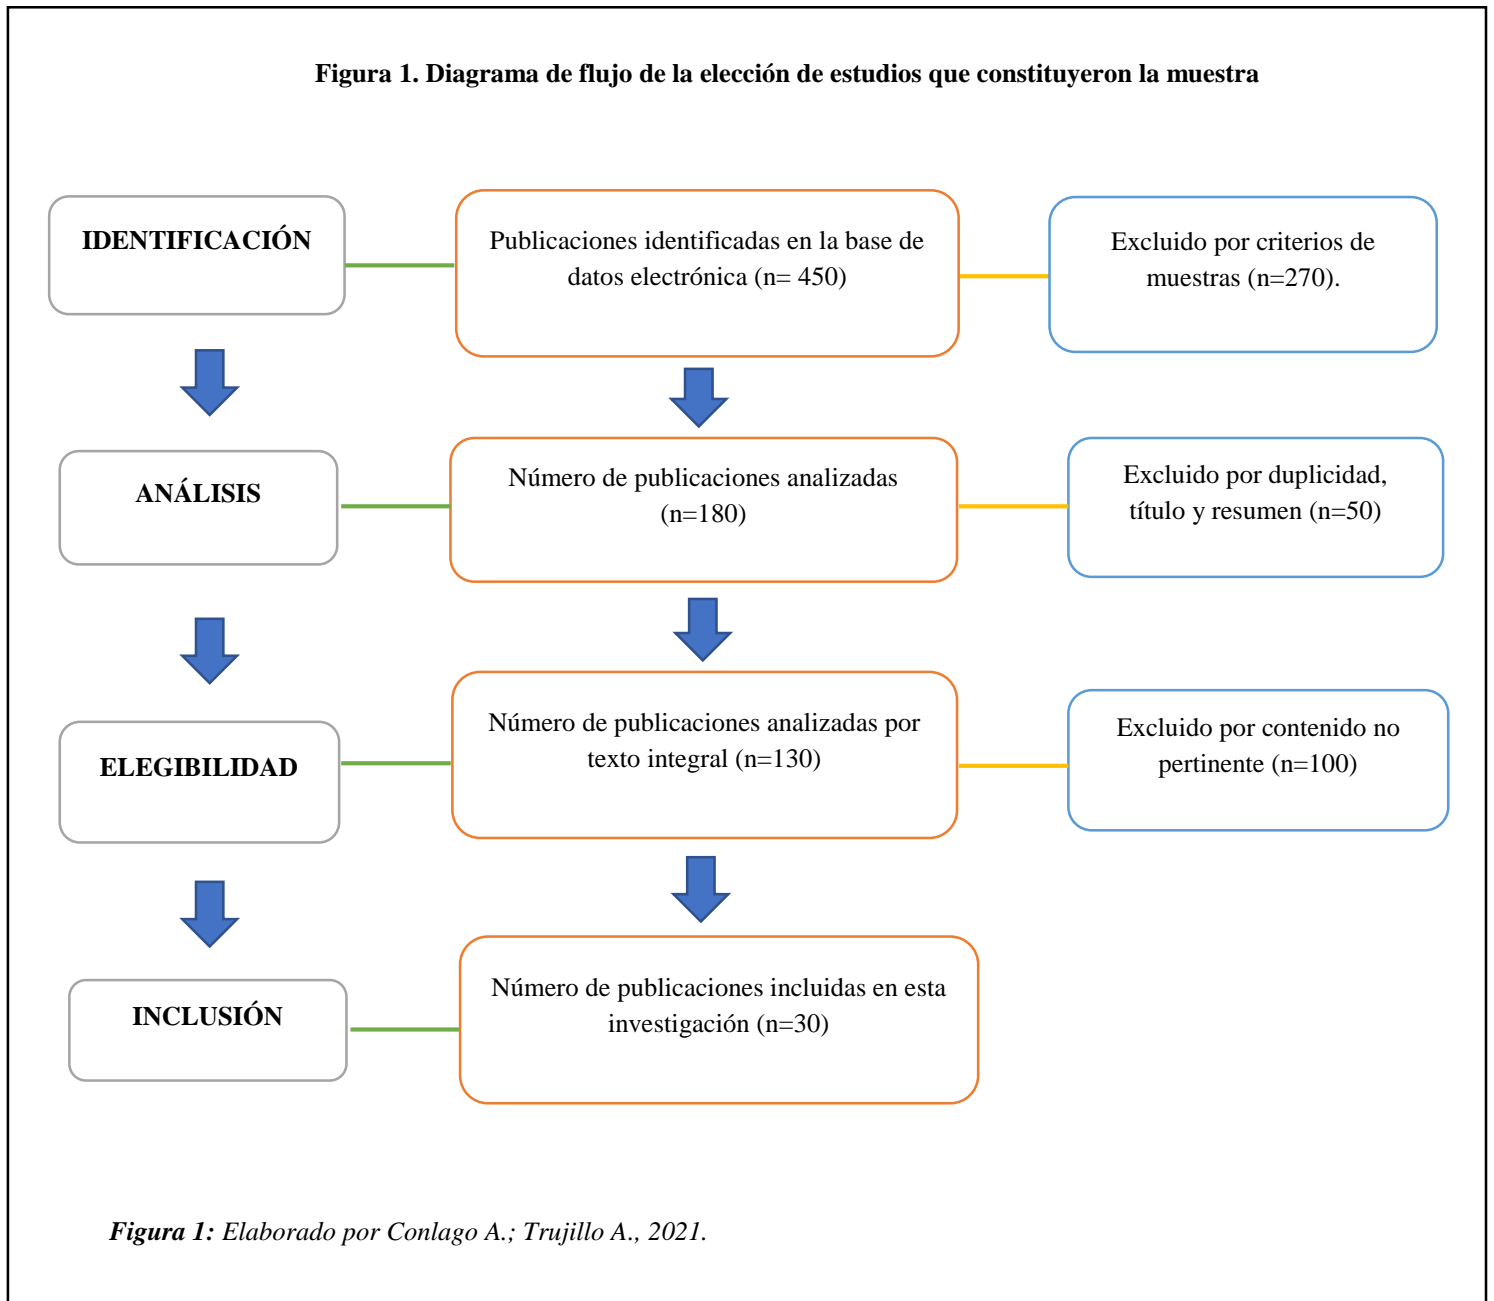 Figura 1. Diagrama de flujo de la elección de estudios que constituyeron la muestra
IDENTIFICACIÓN
Publicaciones identificadas en la base de
datos electrónica (n= 450)
Excluido por criterios de
muestras (n=270).
ANÁLISIS
Número de publicaciones analizadas
(n=180)
Excluido por duplicidad,
título y resumen (n=50)
ELEGIBILIDAD
Número de publicaciones analizadas por
texto integral (n=130)
Excluido por contenido no
pertinente (n=100)
INCLUSIÓN
Número de publicaciones incluidas en esta
investigación (n=30)
Figura 1: Elaborado por Conlago A.; Trujillo A., 2021.